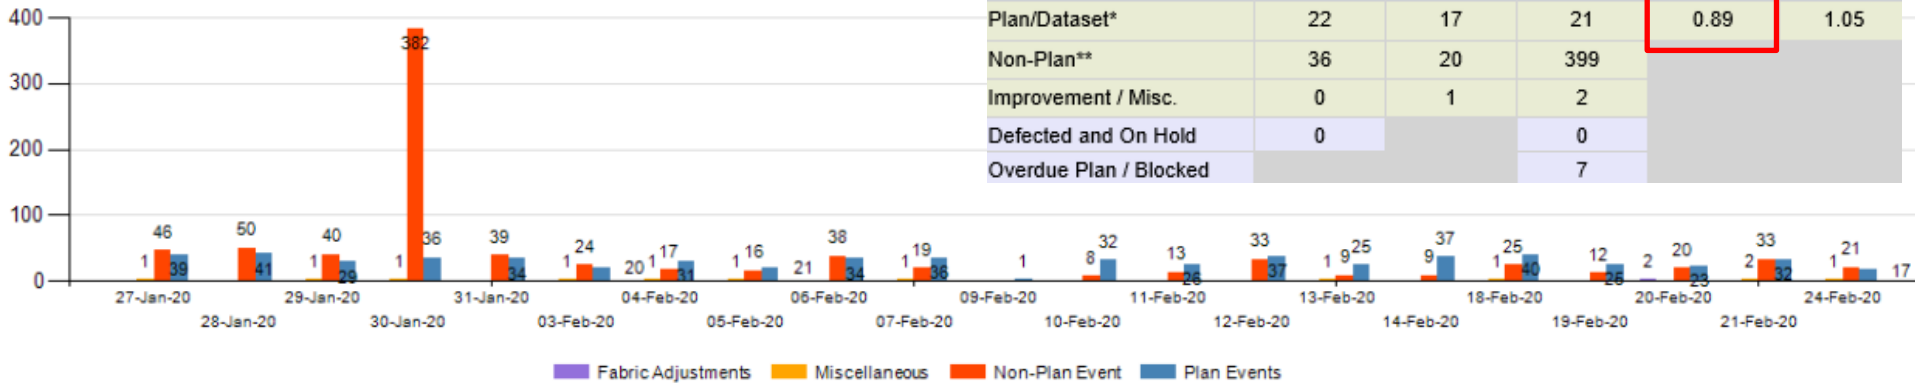 Plan/Dataset* 22 17 21 0.89 1.05
Non-Plan** 36 20 399
Improvement / Misc. 0 1 2
Defected and On Hold 0 0
Overdue Plan / Blocked 7
400
300
200
100
0
382
1 46 39
50 41
1 40 29
1 36
39 34
1 24
20 1 17 31
1 16
21 38 34
1 19 36
1
8 32
13 26
33 37
1 9 25
9 37
1 25 40
12 26
2 20 23
2 33 32
1 21 17
27-Jan-20 29-Jan-20 31-Jan-20 04-Feb-20 06-Feb-20 09-Feb-20 11-Feb-20 13-Feb-20 18-Feb-20 20-Feb-20 24-Feb-20
28-Jan-20 30-Jan-20 03-Feb-20 05-Feb-20 07-Feb-20 10-Feb-20 12-Feb-20 14-Feb-20 19-Feb-20 21-Feb-20
Fabric Adjustments Miscellaneous Non-Plan Event Plan Events